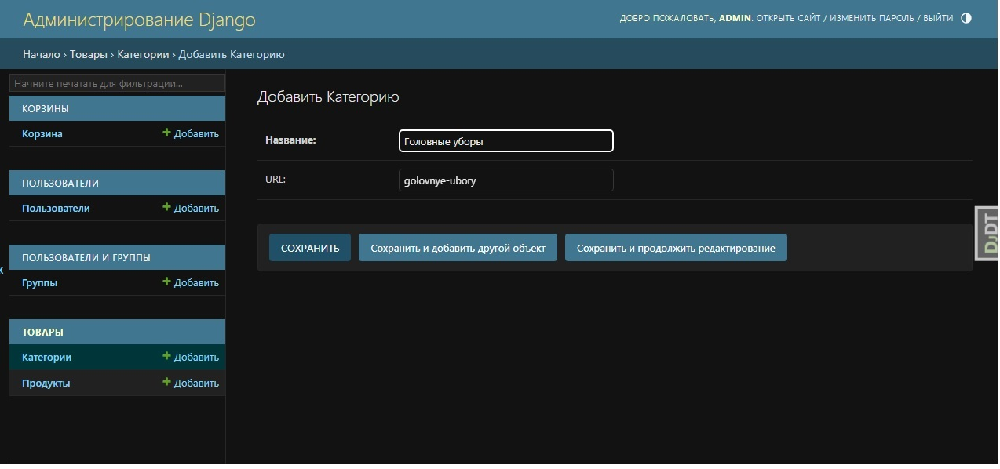 Администрирование Django
ДОБРО ПОЖАЛОВАТЬ, ADMIN. ОТКРЫТЬ САЙТ / ИЗМЕНИТЬ ПАРОЛЬ / ВЫЙТИ
Начало › Товары › Категории › Добавить Категорию
Начните печатать для фильтрации...
КОРЗИНЫ
Корзина + Добавить
ПОЛЬЗОВАТЕЛИ
Пользователи + Добавить
ПОЛЬЗОВАТЕЛИ И ГРУППЫ
Группы + Добавить
ТОВАРЫ
Категории + Добавить
Продукты + Добавить
Добавить Категорию
Название: Головные уборы
URL: golovnye-ubory
СОХРАНИТЬ Сохранить и добавить другой объект Сохранить и продолжить редактирование
DjDT